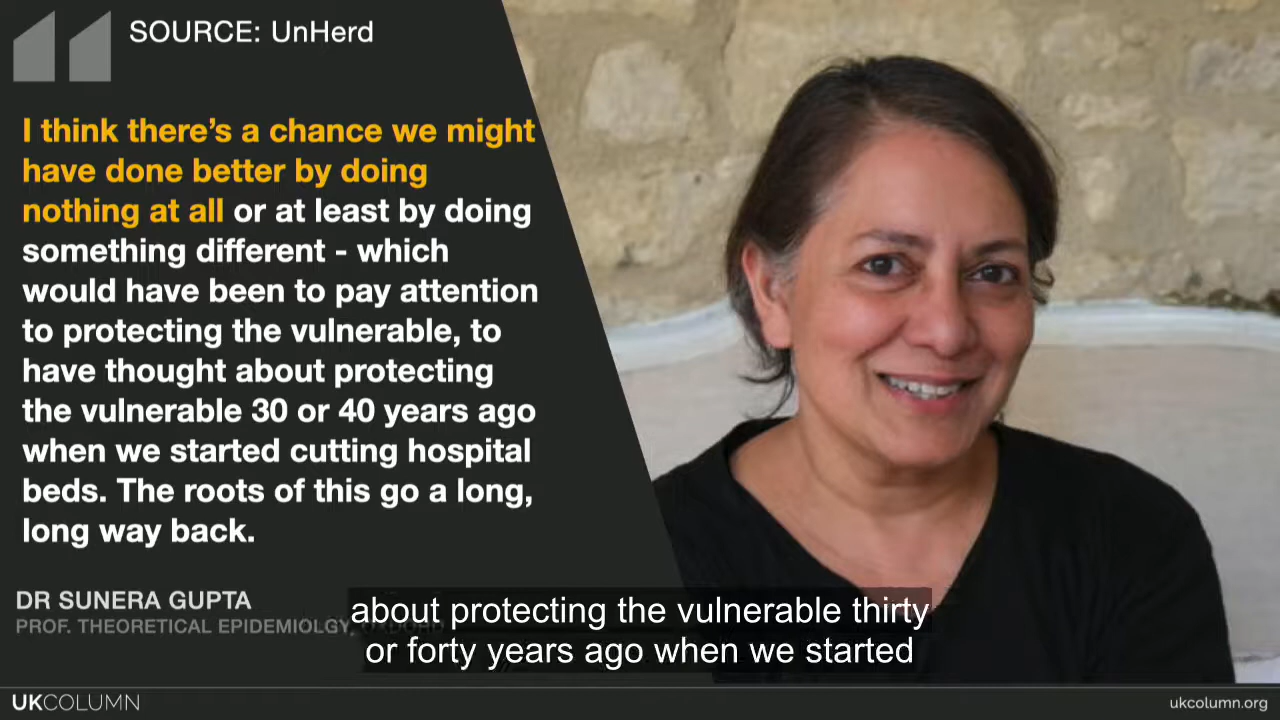 SOURCE: UnHerd
I think there's a chance we might
have done better by doing
nothing at all or at least by doing
something different - which
would have been to pay attention
to protecting the vulnerable, to
have thought about protecting
the vulnerable 30 or 40 years ago
when we started cutting hospital
beds. The roots of this go a long,
long way back.
DR SUNERA GUPTA
PROF. THEORETICAL EPIDEMIOLGY,
about protecting the vulnerable thirty
or forty years ago when we started
UKCOLUMN
ukcolumn.org